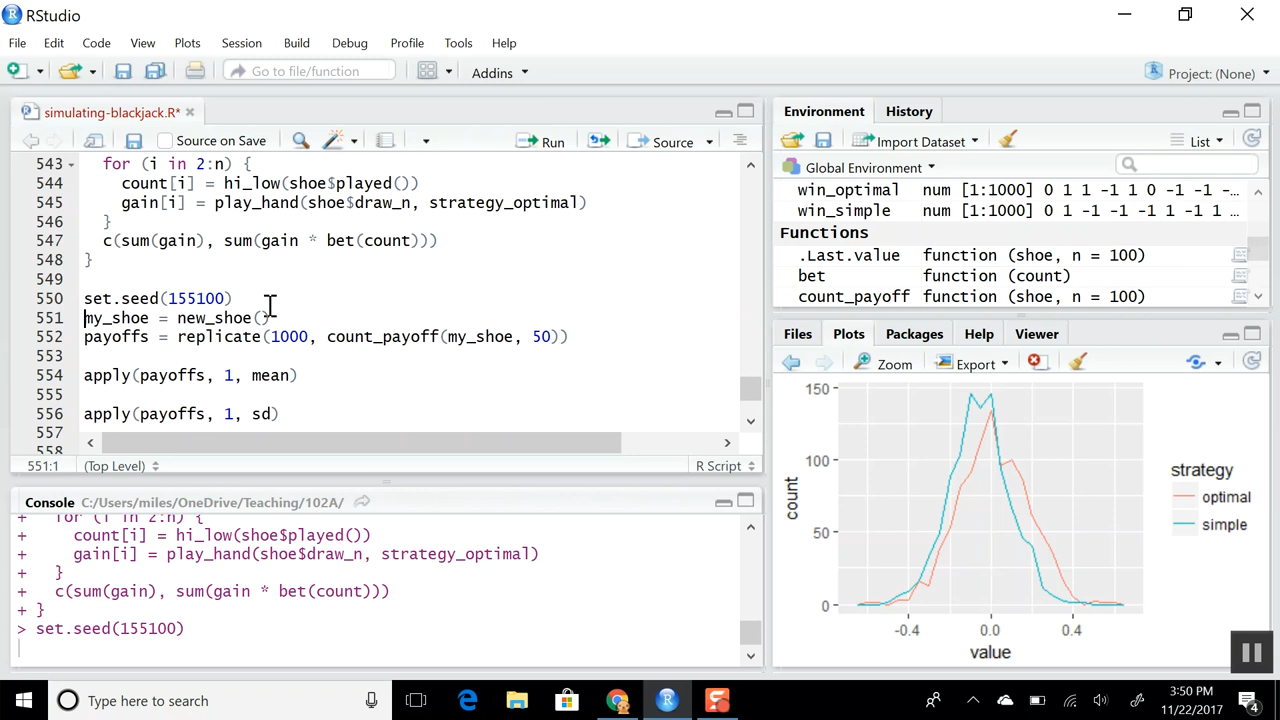 RStudio
File Edit Code View Plots Session Build Debug Profile Tools Help
Go to file/function Addins Project: (None)
simulating-blackjack.R*
Source on Save Run Source
543 for (i in 2:n) {
544 count[i] = hi_low(shoe$played())
545 gain[i] = play_hand(shoe$draw_n, strategy_optimal)
546 }
547 c(sum(gain), sum(gain * bet(count)))
548 }
549
550 set.seed(155100)
551 my_shoe = new_shoe()
552 payoffs = replicate(1000, count_payoff(my_shoe, 50))
553
554 apply(payoffs, 1, mean)
555
556 apply(payoffs, 1, sd)
557
558
551:1 (Top Level) R Script
Console C:/Users/miles/OneDrive/Teaching/102A/
+ for (i in 2:n) {
+ count[i] = hi_low(shoe$played())
+ gain[i] = play_hand(shoe$draw_n, strategy_optimal)
+ }
+ c(sum(gain), sum(gain * bet(count)))
+ }
> set.seed(155100)
Environment History
Import Dataset List
Global Environment
win_optimal num [1:1000] 0 1 1 -1 1 0 -1 -1 -…
win_simple num [1:1000] 0 1 -1 -1 -1 1 -1 1 …
Functions
.Last.value function (shoe, n = 100)
bet function (count)
count_payoff function (shoe, n = 100)
Files Plots Packages Help Viewer
Zoom Export
150
100
50
0
count
-0.4 0.0 0.4
value
strategy
optimal
simple
Type here to search
3:50 PM
11/22/2017
4